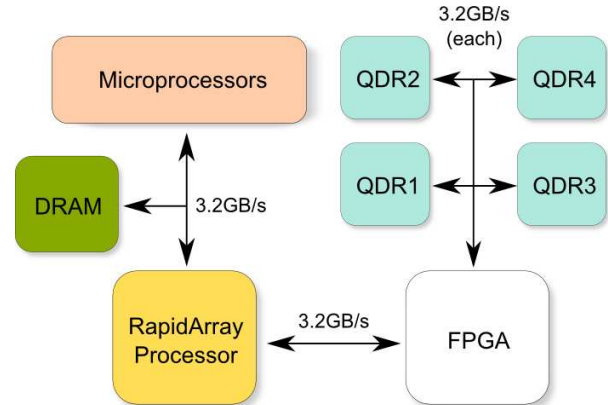 3.2GB/s
(each)
Microprocessors
QDR2
QDR4
DRAM
3.2GB/s
QDR1
QDR3
RapidArray
Processor
3.2GB/s
FPGA